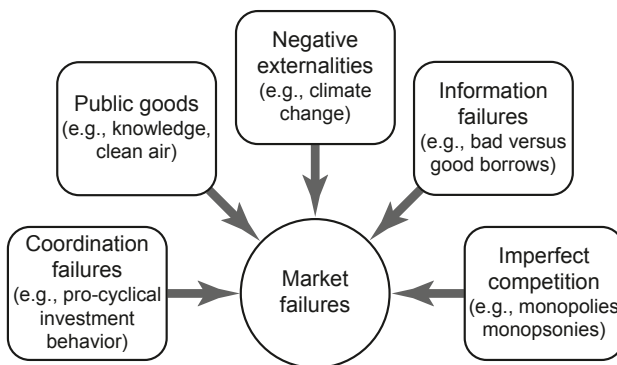 Negative
externalities
(e.g., climate
change)
Public goods
(e.g., knowledge,
clean air)
Information
failures
(e.g., bad versus
good borrows)
Coordination
failures
(e.g., pro-cyclical
investment
behavior)
Market
failures
Imperfect
competition
(e.g., monopolies
monopsonies)